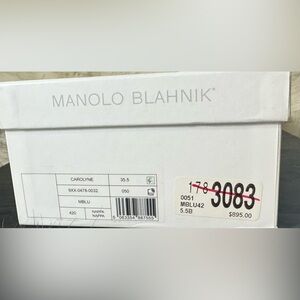 MANOLO BLAHNIK
CAROLYNE 35.5
9XX-0478-0032 050
MBLU
420 NAPPA
NAPPA
178 3083
0051
MBLU42
5.5B $895.00